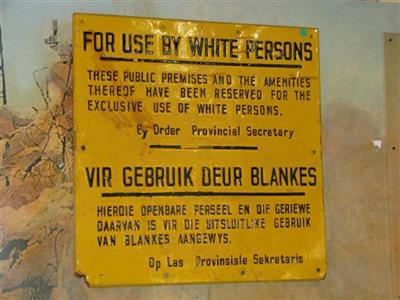 FOR USE BY WHITE PERSONS
THESE PUBLIC PREMISES AND THE AMENITIES
THEREOF HAVE BEEN RESERVED FOR THE
EXCLUSIVE USE OF WHITE PERSONS.
By Order Provincial Secretary
VIR GEBRUIK DEUR BLANKES
HIERDIE OPENBARE PERSEEL EN DIE GERIEWE
DAARVAN IS VIR DIE UITSLUITLIKE GEBRUIK
VAN BLANKES AANGEWYS.
Op Las Provinsiale Sekretaris